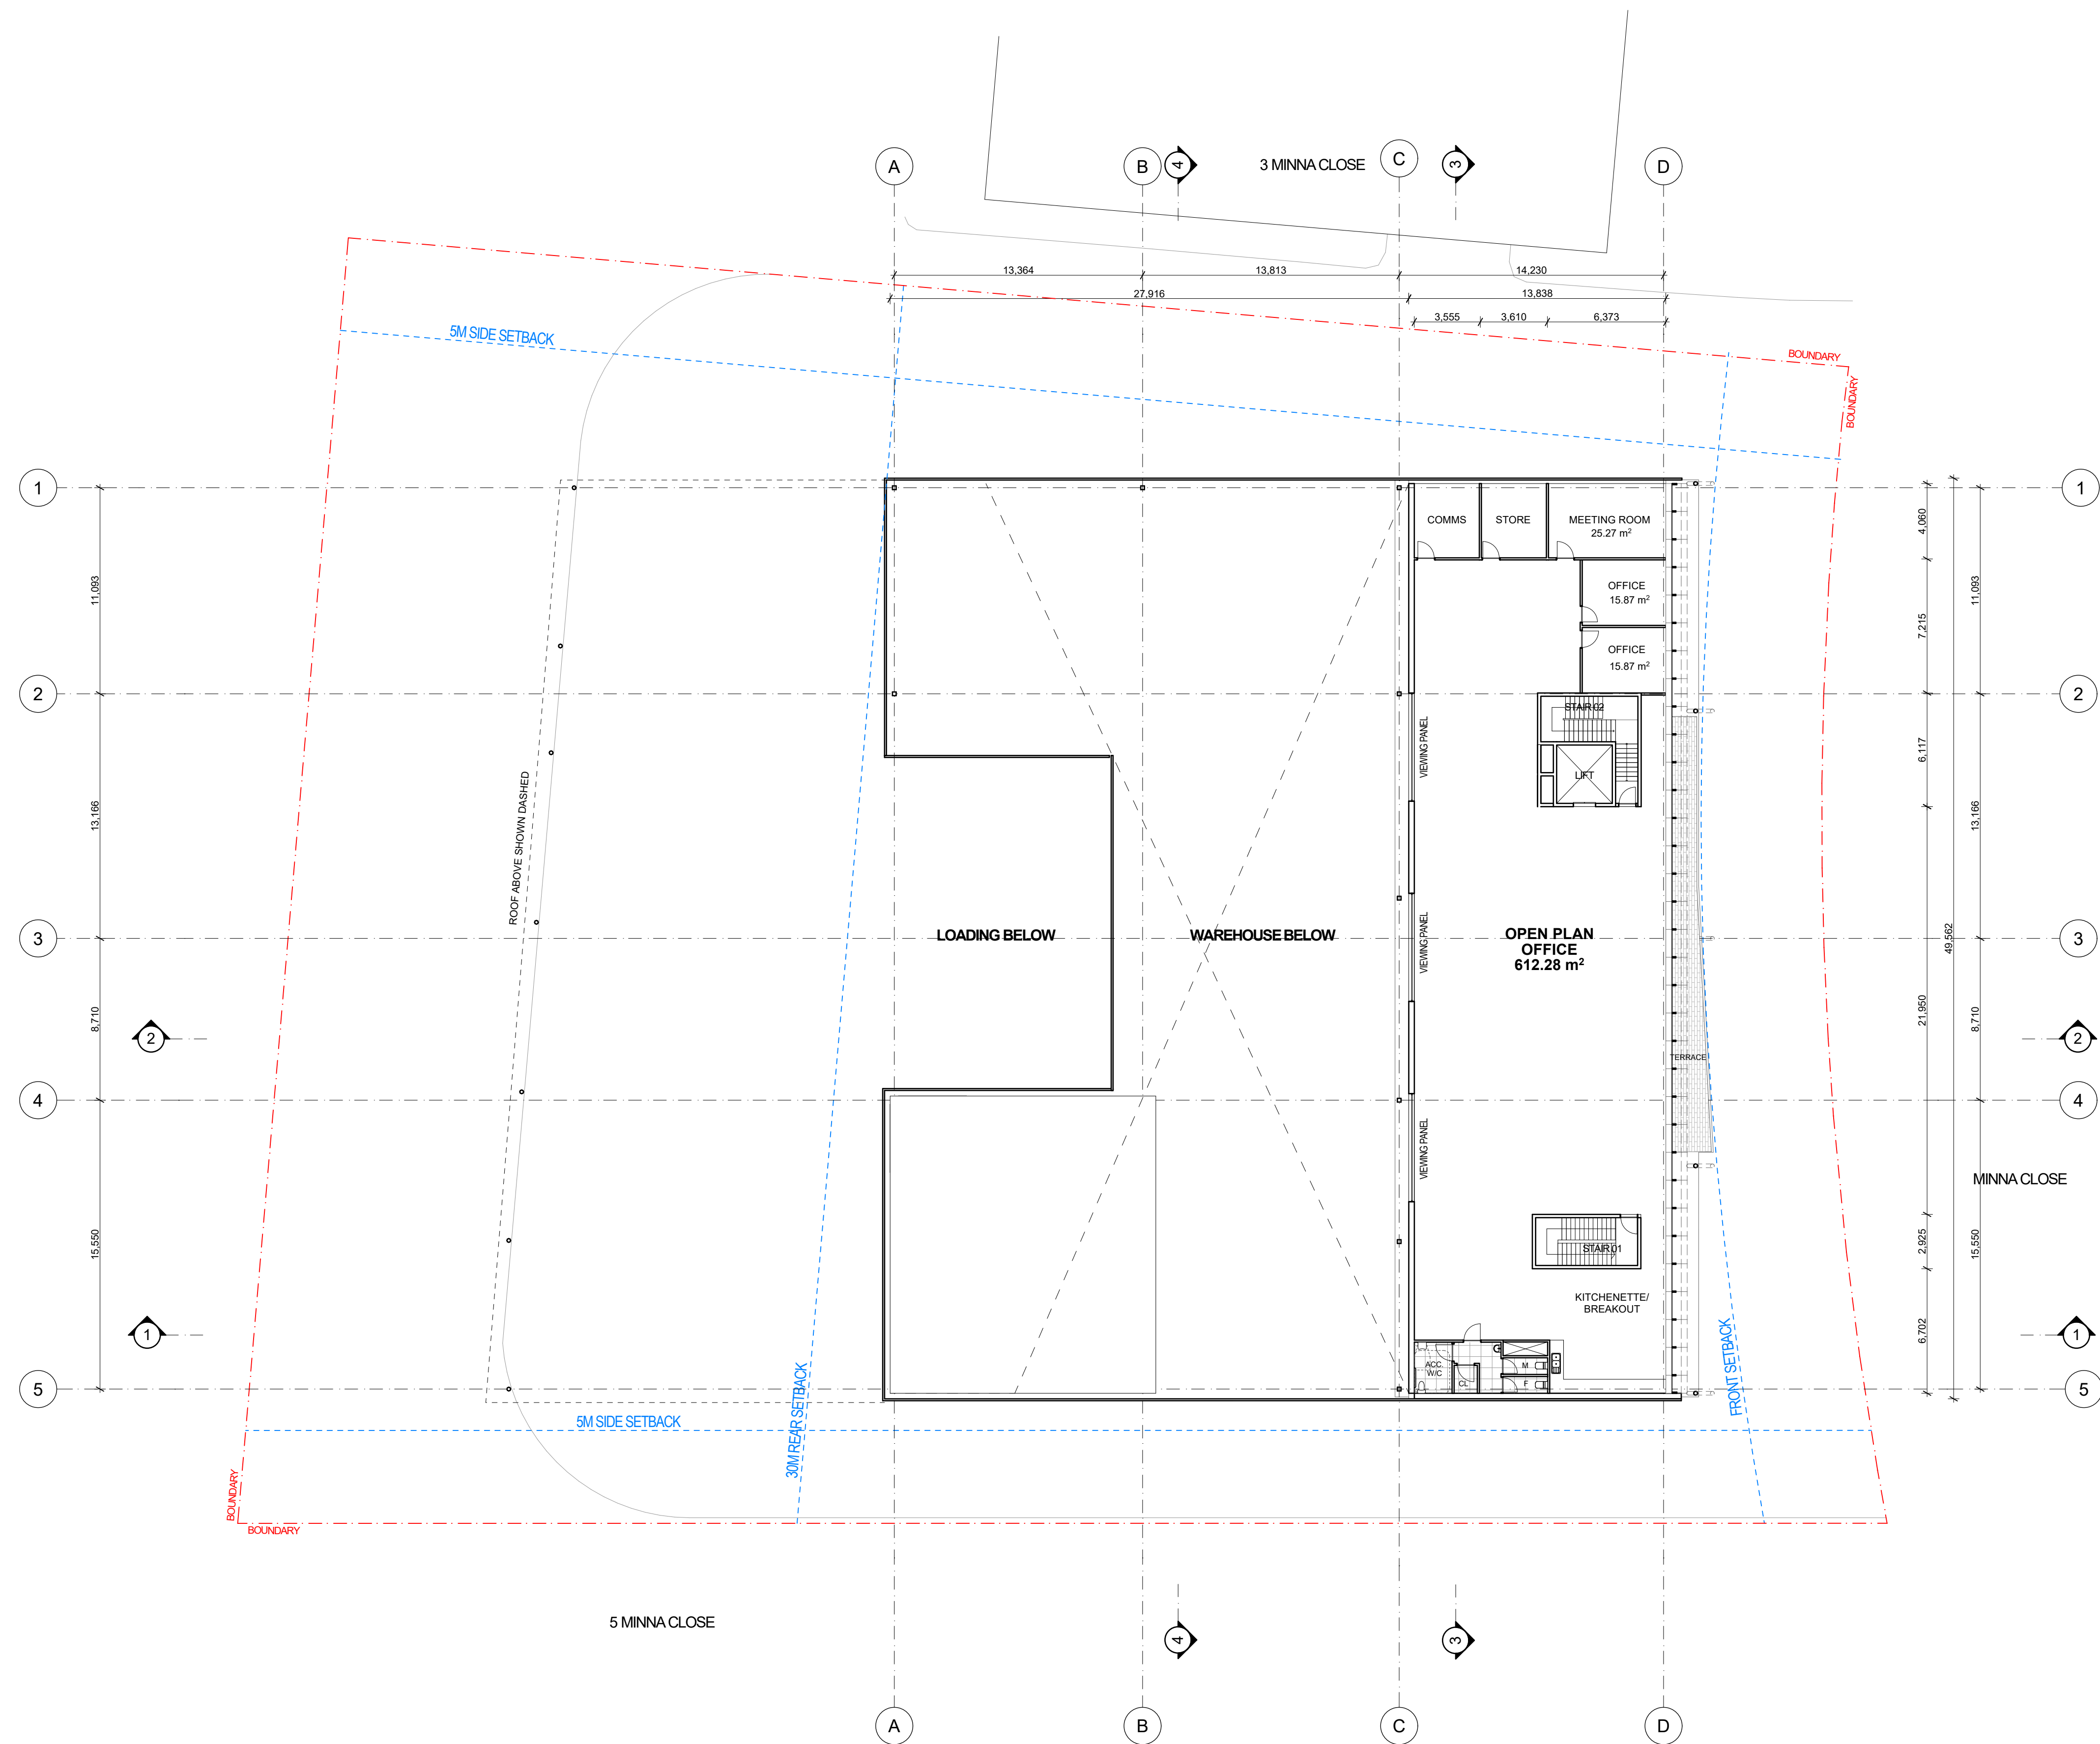 A
B
4
3 MINNA CLOSE
C
3
D
13,364
13,813
14,230
27,916
13,838
3,555
3,610
6,373
5M SIDE SETBACK
BOUNDARY
BOUNDARY
1
1
COMMS
STORE
MEETING ROOM
25.27 m²
4,060
OFFICE
15.87 m²
11,093
11,093
7,215
OFFICE
15.87 m²
2
2
STAIR 02
VIEWING PANEL
6,117
LIFT
ROOF ABOVE SHOWN DASHED
13,166
13,166
3
LOADING BELOW
WAREHOUSE BELOW
VIEWING PANEL
OPEN PLAN
OFFICE
612.28 m²
49,562
3
8,710
21,950
8,710
2
2
TERRACE
4
4
VIEWING PANEL
MINNA CLOSE
15,550
STAIR 01
2,925
15,550
KITCHENETTE/
BREAKOUT
1
6,702
1
ACC.
W/C
CL
M
F
FRONT SETBACK
5
5
5M SIDE SETBACK
30M REAR SETBACK
BOUNDARY
BOUNDARY
5 MINNA CLOSE
4
3
A
B
C
D